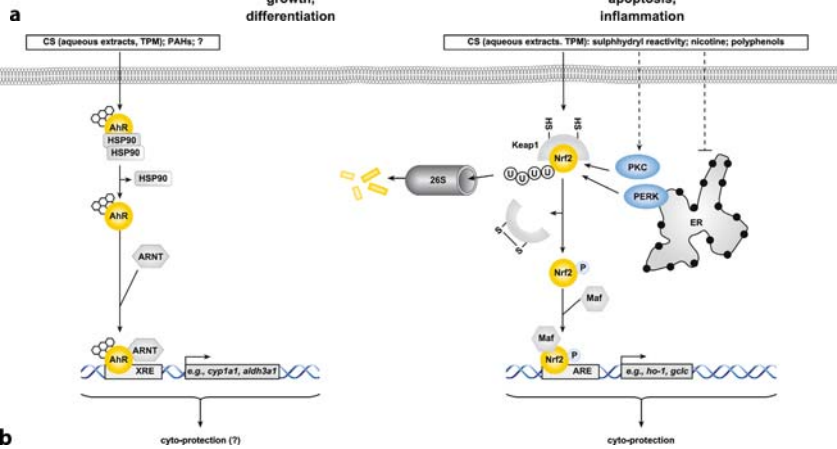 growth,
differentiation
apoptosis,
inflammation
a
CS (aqueous extracts, TPM); PAHs; ?
AhR
HSP90
HSP90
HSP90
AhR
ARNT
ARNT
AhR
XRE
e.g., cyp1a1, aldh3a1
cyto-protection (?)
CS (aqueous extracts. TPM): sulphhydryl reactivity; nicotine; polyphenols
HS
HS
Keap1
Nrf2
U U U U
26S
PKC
PERK
ER
S
S
Nrf2
P
Maf
Maf
Nrf2
P
ARE
e.g., ho-1, gclc
cyto-protection
b